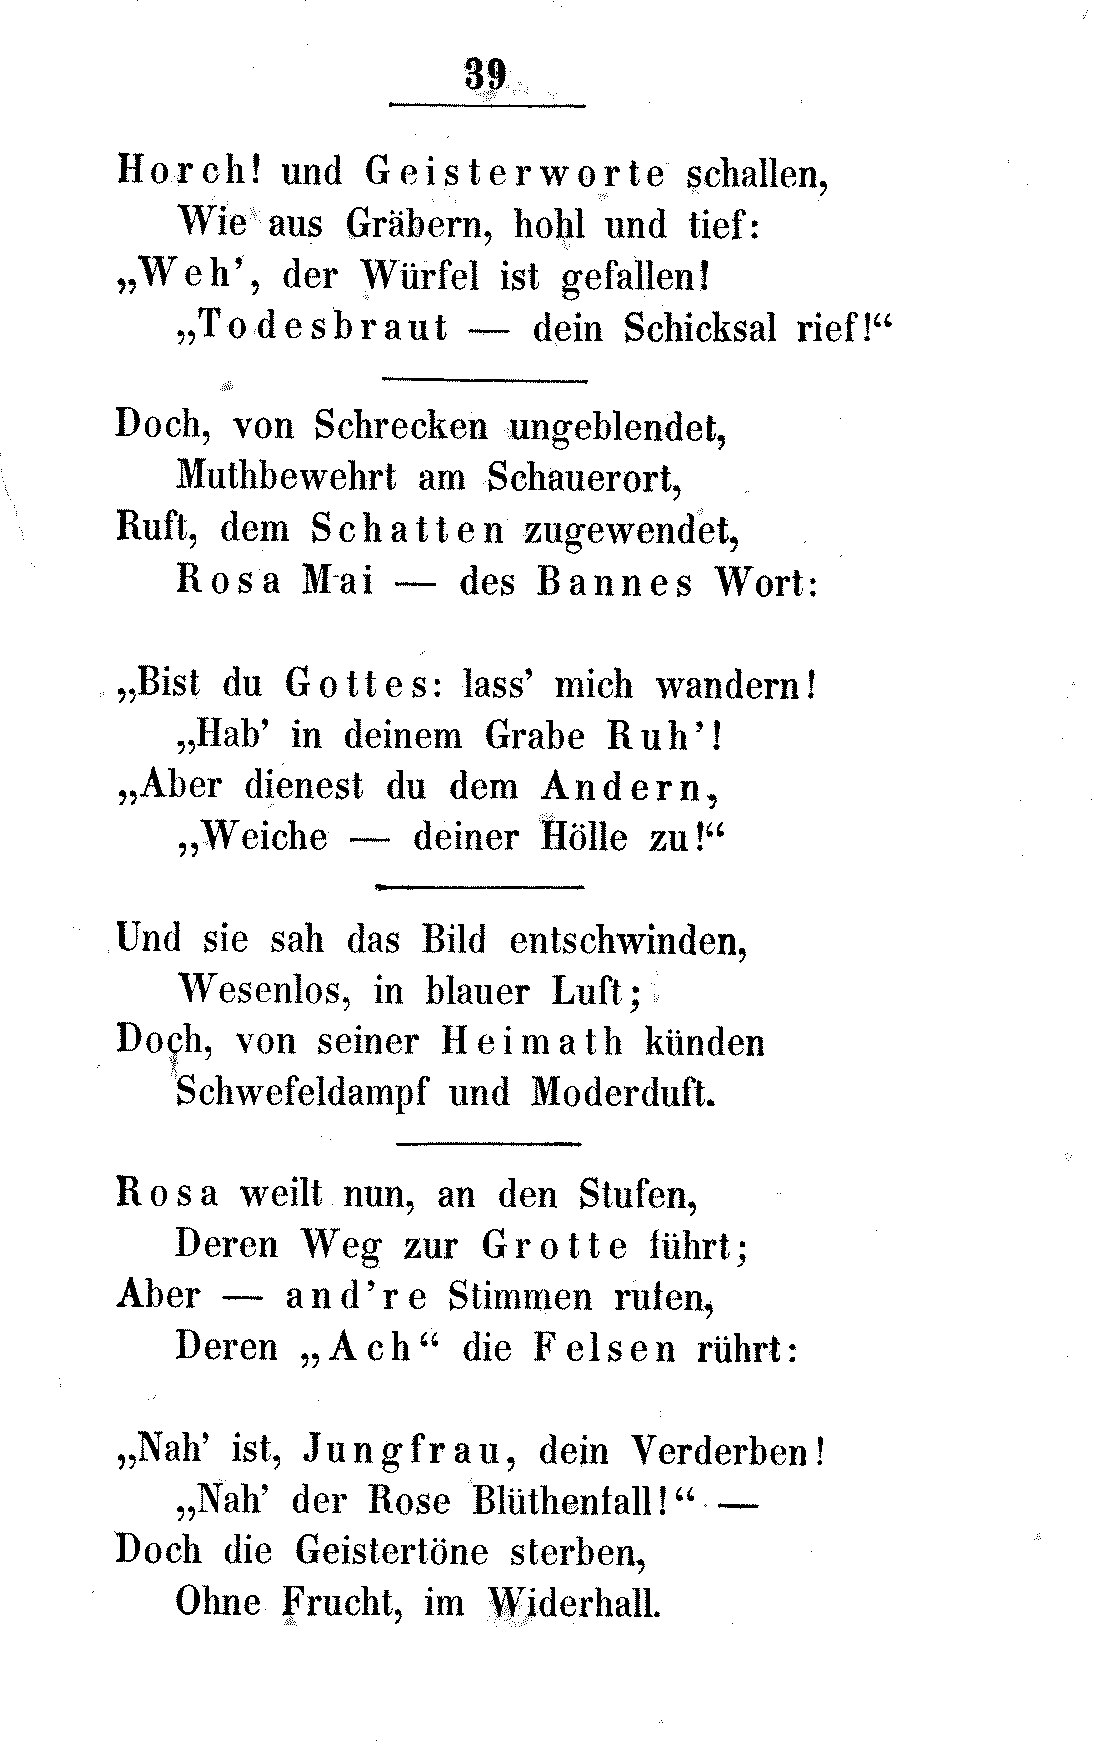 39
Horch! und Geisterworte schallen,
Wie aus Gräbern, hohl und tief:
„Weh’, der Würfel ist gefallen!
„Todesbraut — dein Schicksal rief!“
Doch, von Schrecken ungeblendet,
Muthbewehrt am Schauerort,
Ruft, dem Schatten zugewendet,
Rosa Mai — des Bannes Wort:
„Bist du Gottes: lass’ mich wandern!
„Hab’ in deinem Grabe Ruh’!
„Aber dienest du dem Andern,
„Weiche — deiner Hölle zu!“
Und sie sah das Bild entschwinden,
Wesenlos, in blauer Luft;
Doch, von seiner Heimath künden
Schwefeldampf und Moderduft.
Rosa weilt nun, an den Stufen,
Deren Weg zur Grotte führt;
Aber — and’re Stimmen rufen,
Deren „Ach“ die Felsen rührt:
„Nah’ ist, Jungfrau, dein Verderben!
„Nah’ der Rose Blüthenfall!“ —
Doch die Geistertöne sterben,
Ohne Frucht, im Widerhall.